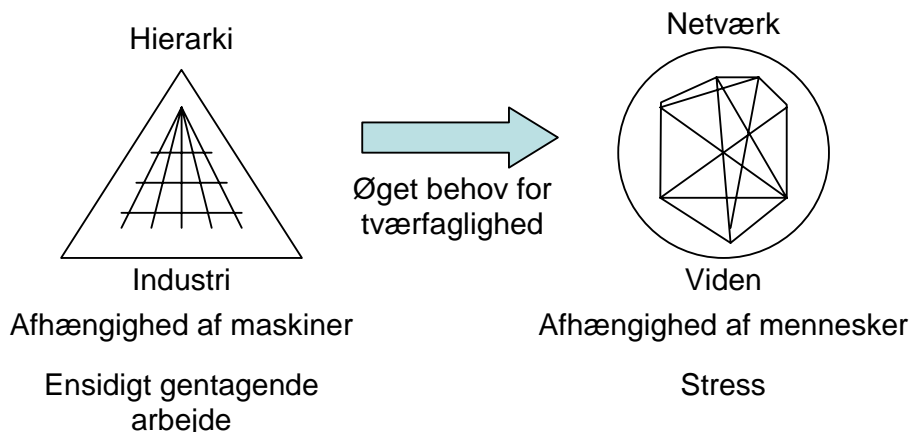 Hierarki
Netværk
Øget behov for
tværfaglighed
Industri
Viden
Afhængighed af maskiner
Afhængighed af mennesker
Ensidigt gentagende
arbejde
Stress